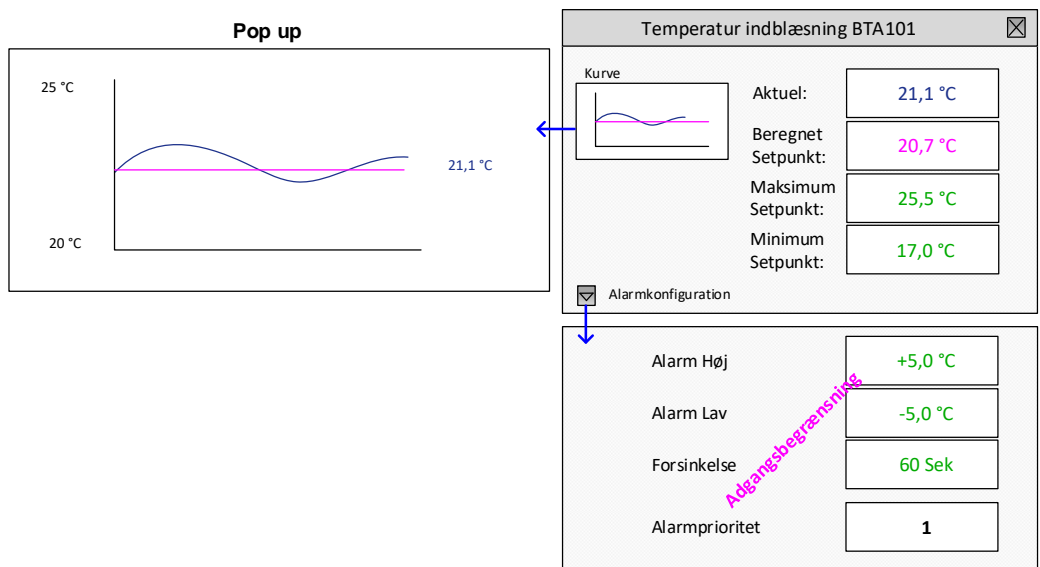 Pop up
25 °C
21,1 °C
20 °C
Temperatur indblæsning BTA101
Kurve
Aktuel:
21,1 °C
Beregnet
Setpunkt:
20,7 °C
Maksimum
Setpunkt:
25,5 °C
Minimum
Setpunkt:
17,0 °C
Alarmkonfiguration
Alarm Høj
+5,0 °C
Alarm Lav
-5,0 °C
Forsinkelse
60 Sek
Adgangsbegrænsning
Alarmprioritet
1